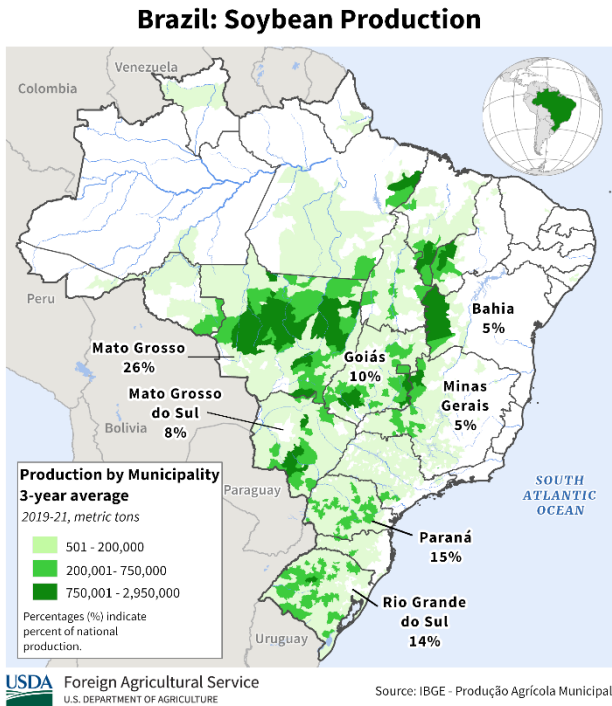 Brazil: Soybean Production
Venezuela
Colombia
Peru
Bahia
5%
Mato Grosso
26%
Goiás
10%
Minas
Gerais
5%
Mato Grosso
do Sul
8%
Bolivia
Production by Municipality
3-year average
2019-21, metric tons
501 - 200,000
200,001- 750,000
750,001 - 2,950,000
Percentages (%) indicate
percent of national
production.
Paraguay
SOUTH
ATLANTIC
OCEAN
Paraná
15%
Rio Grande
do Sul
14%
Uruguay
USDA
Foreign Agricultural Service
U.S. DEPARTMENT OF AGRICULTURE
Source: IBGE - Produção Agrícola Municipal